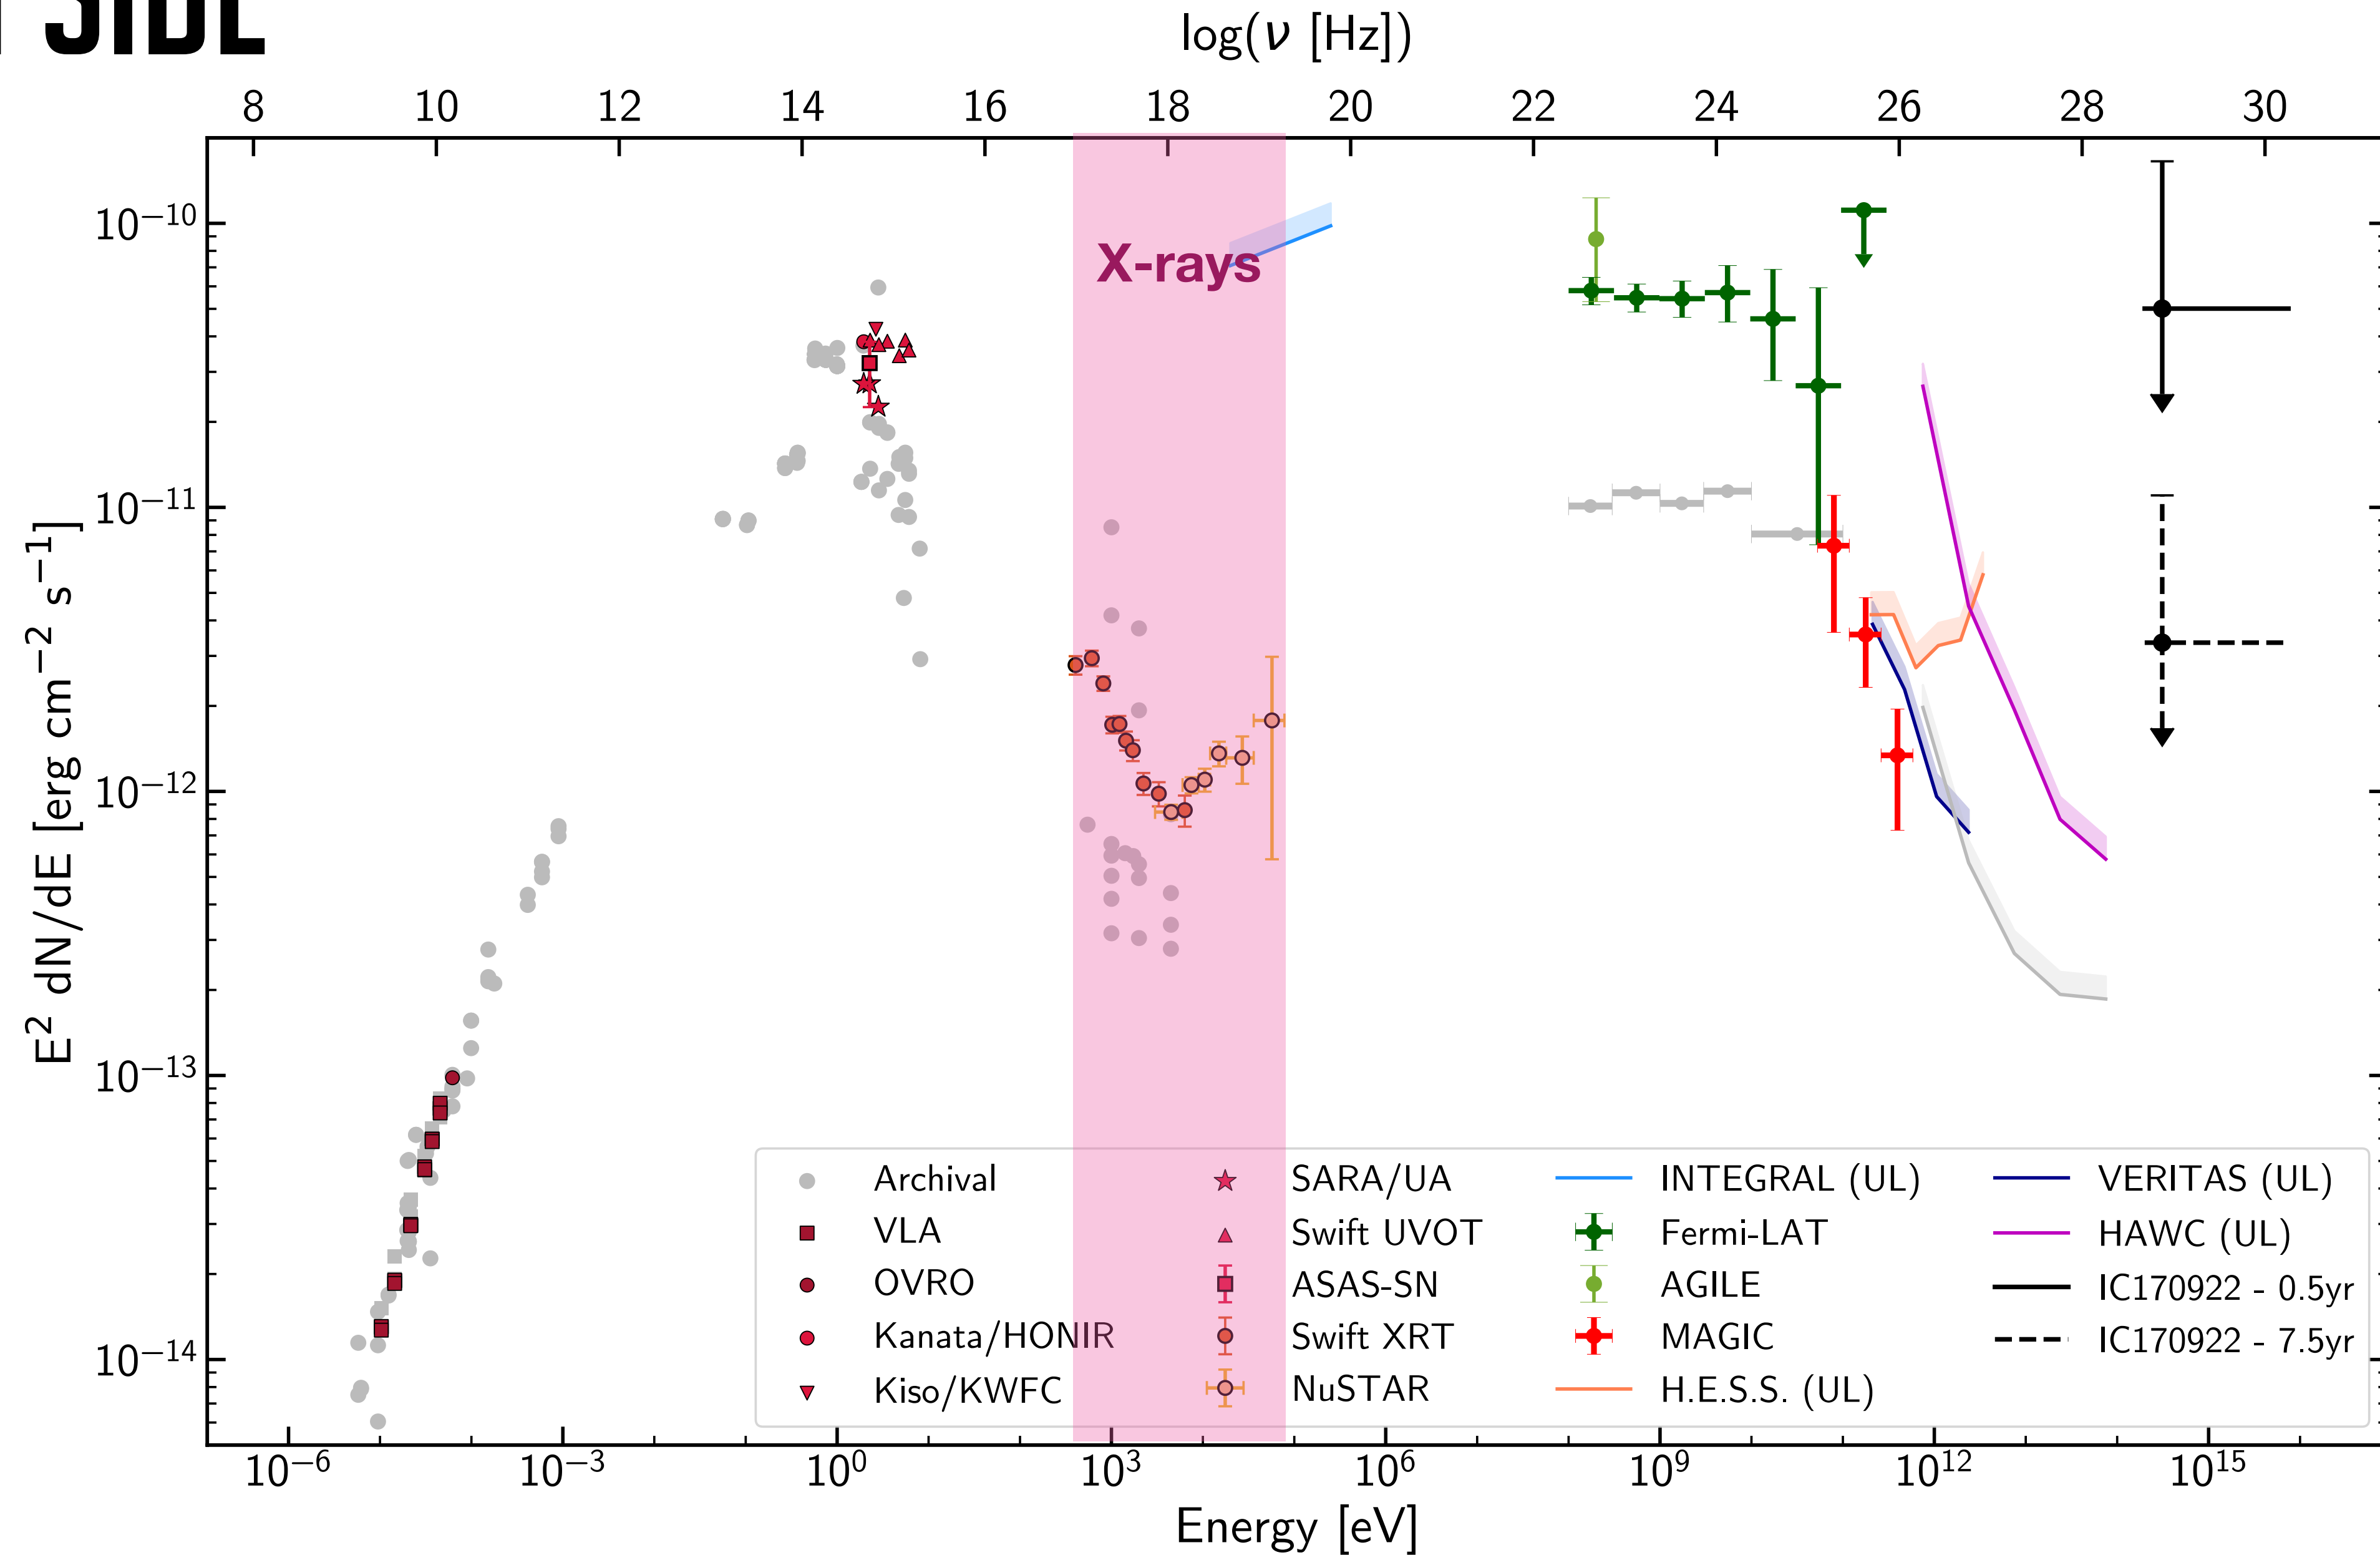 SIDE
log(ν [Hz])
8 10 12 14 16 18 20 22 24 26 28 30
X-rays
E² dN/dE [erg cm⁻² s⁻¹]
10⁻¹⁰
10⁻¹¹
10⁻¹²
10⁻¹³
10⁻¹⁴
Archival
VLA
OVRO
Kanata/HONIR
Kiso/KWFC
SARA/UA
Swift UVOT
ASAS-SN
Swift XRT
NuSTAR
INTEGRAL (UL)
Fermi-LAT
AGILE
MAGIC
H.E.S.S. (UL)
VERITAS (UL)
HAWC (UL)
IC170922 - 0.5yr
IC170922 - 7.5yr
10⁻⁶ 10⁻³ 10⁰ 10³ 10⁶ 10⁹ 10¹² 10¹⁵
Energy [eV]